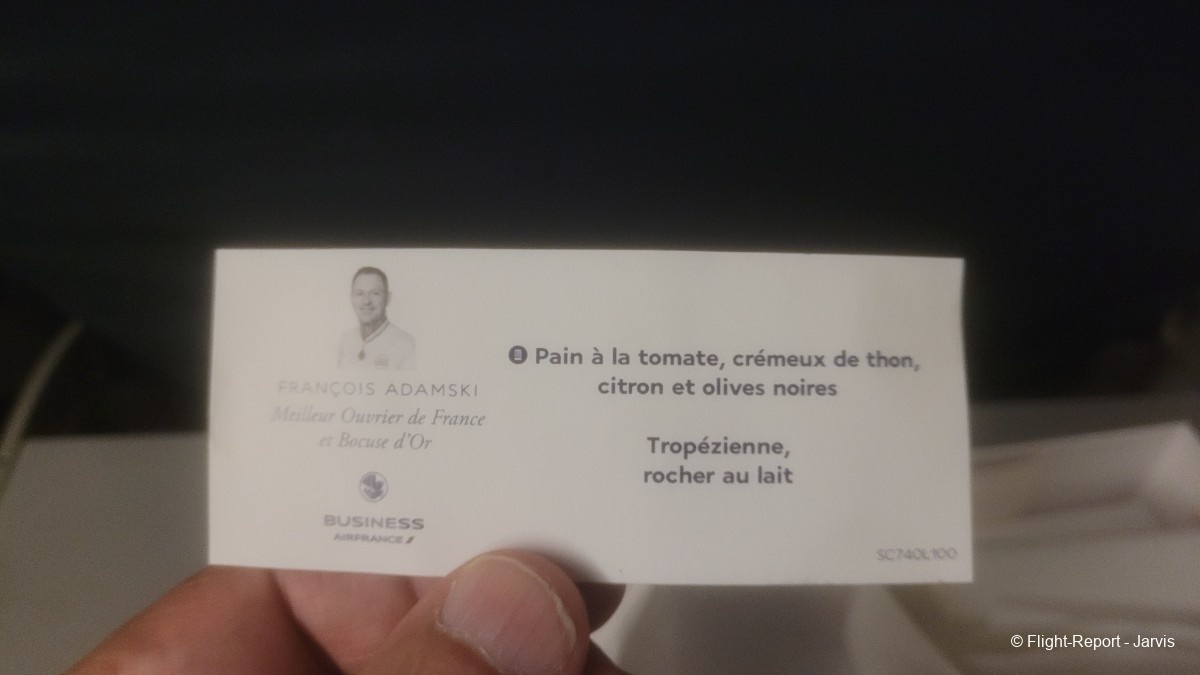 FRANÇOIS ADAMSKI
Meilleur Ouvrier de France
et Bocuse d'Or
BUSINESS
AIRFRANCE
Pain à la tomate, crémeux de thon,
citron et olives noires
Tropézienne,
rocher au lait
SC740L100
© Flight-Report - Jarvis